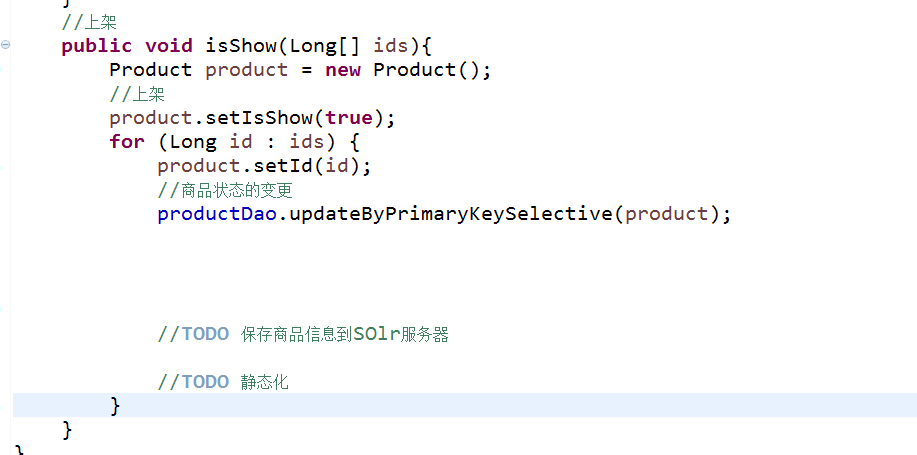 }
//上架
public void isShow(Long[] ids){
Product product = new Product();
//上架
product.setIsShow(true);
for (Long id : ids) {
product.setId(id);
//商品状态的变更
productDao.updateByPrimaryKeySelective(product);
//TODO 保存商品信息到SOlr服务器
//TODO 静态化
}
}
}